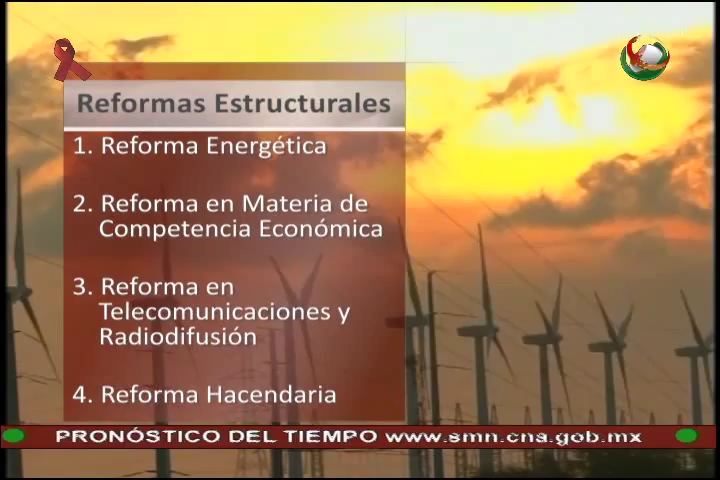 Reformas Estructurales
1. Reforma Energética
2. Reforma en Materia de
Competencia Económica
3. Reforma en
Telecomunicaciones y
Radiodifusión
4. Reforma Hacendaria
PRONÓSTICO DEL TIEMPO www.smn.cna.gob.mx